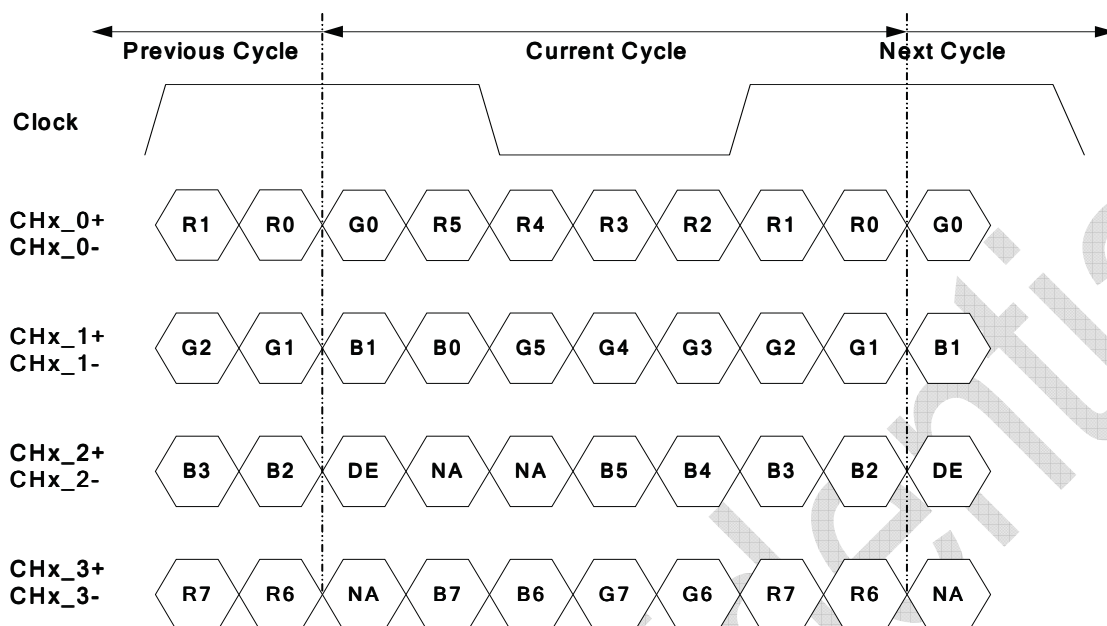 Previous Cycle Current Cycle Next Cycle
Clock
CHx_0+
CHx_0-
R1 R0 G0 R5 R4 R3 R2 R1 R0 G0
CHx_1+
CHx_1-
G2 G1 B1 B0 G5 G4 G3 G2 G1 B1
CHx_2+
CHx_2-
B3 B2 DE NA NA B5 B4 B3 B2 DE
CHx_3+
CHx_3-
R7 R6 NA B7 B6 G7 G6 R7 R6 NA